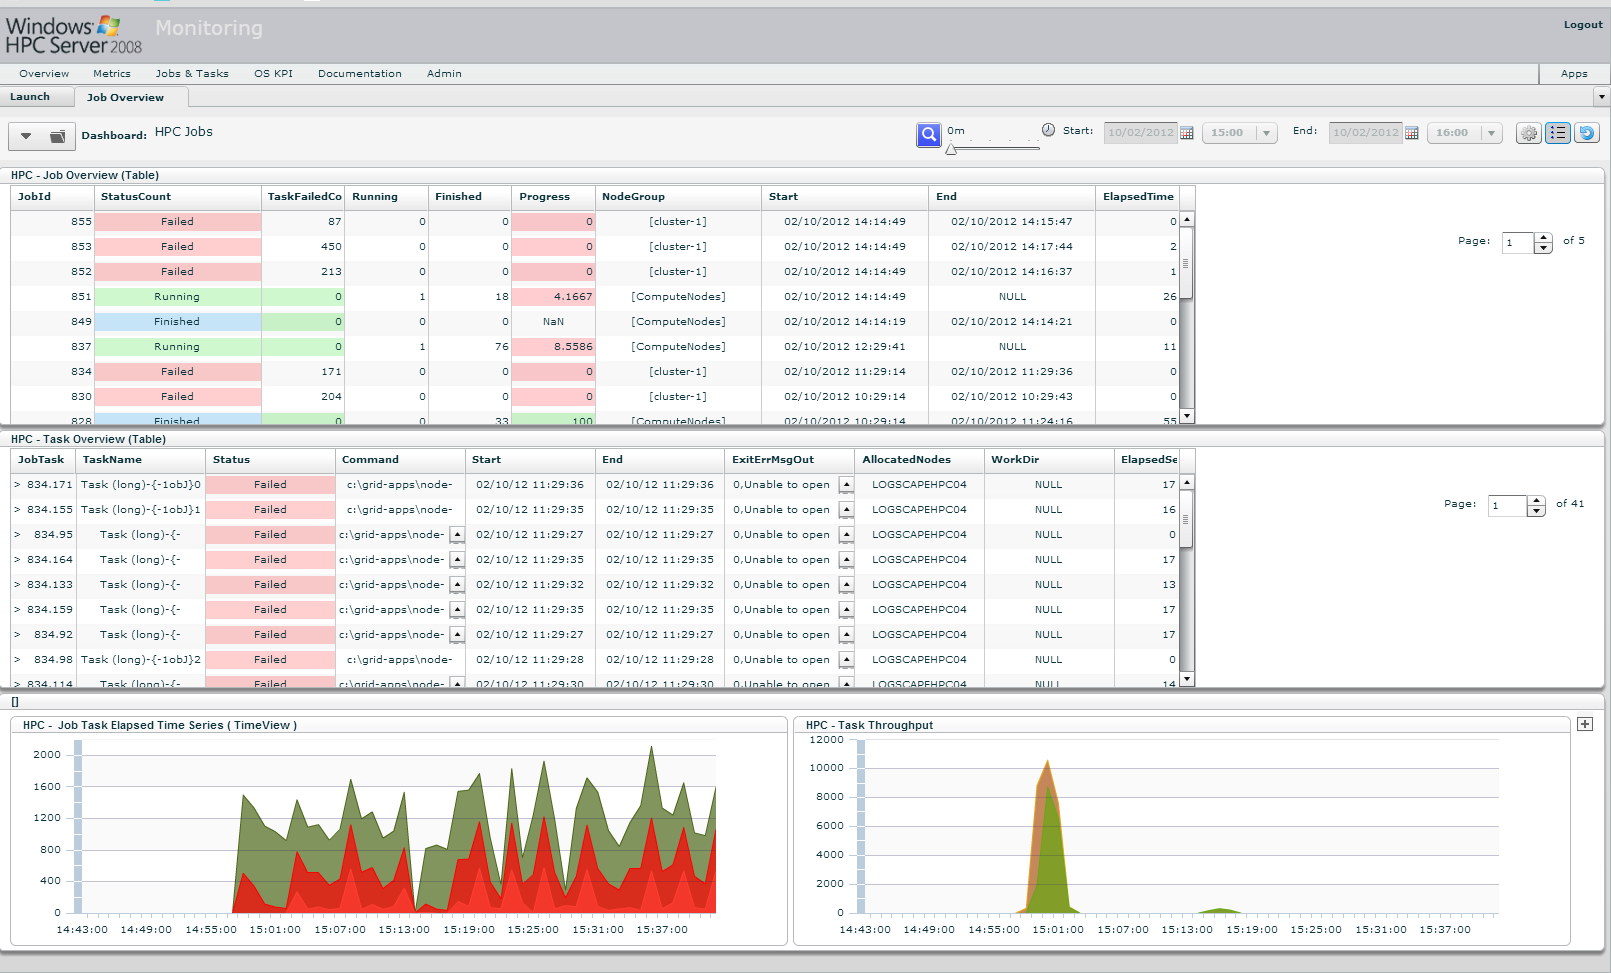 Windows HPC Server 2008
Monitoring
Logout
Overview Metrics Jobs & Tasks OS KPI Documentation Admin Apps
Launch Job Overview
Dashboard: HPC Jobs 0m Start: 10/02/2012 15:00 End: 10/02/2012 16:00
HPC - Job Overview (Table)
JobId StatusCount TaskFailedCo Running Finished Progress NodeGroup Start End ElapsedTime
855 Failed 87 0 0 0 [cluster-1] 02/10/2012 14:14:49 02/10/2012 14:15:47 0
853 Failed 450 0 0 0 [cluster-1] 02/10/2012 14:14:49 02/10/2012 14:17:44 2
852 Failed 213 0 0 0 [cluster-1] 02/10/2012 14:14:49 02/10/2012 14:16:37 1
851 Running 0 1 18 4.1667 [ComputeNodes] 02/10/2012 14:14:49 NULL 26
849 Finished 0 0 0 NaN [ComputeNodes] 02/10/2012 14:14:19 02/10/2012 14:14:21 0
837 Running 0 1 76 8.5586 [ComputeNodes] 02/10/2012 12:29:41 NULL 11
834 Failed 171 0 0 0 [cluster-1] 02/10/2012 11:29:14 02/10/2012 11:29:36 0
830 Failed 204 0 0 0 [cluster-1] 02/10/2012 10:29:14 02/10/2012 10:29:43 0
828 Finished 0 0 33 100 [ComputeNodes] 02/10/2012 10:29:14 02/10/2012 11:24:16 55
Page: 1 of 5
HPC - Task Overview (Table)
JobTask TaskName Status Command Start End ExitErrMsgOut AllocatedNodes WorkDir ElapsedSe
> 834.171 Task (long)-{-1obJ}0 Failed c:\grid-apps\node- 02/10/12 11:29:36 02/10/12 11:29:36 0,Unable to open LOGSCAPEHPC04 NULL 17
> 834.155 Task (long)-{-1obJ}1 Failed c:\grid-apps\node- 02/10/12 11:29:35 02/10/12 11:29:35 0,Unable to open LOGSCAPEHPC04 NULL 16
> 834.95 Task (long)-{- Failed c:\grid-apps\node- 02/10/12 11:29:27 02/10/12 11:29:27 0,Unable to open LOGSCAPEHPC04 NULL 0
> 834.164 Task (long)-{- Failed c:\grid-apps\node- 02/10/12 11:29:35 02/10/12 11:29:35 0,Unable to open LOGSCAPEHPC04 NULL 17
> 834.133 Task (long)-{- Failed c:\grid-apps\node- 02/10/12 11:29:32 02/10/12 11:29:32 0,Unable to open LOGSCAPEHPC04 NULL 13
> 834.159 Task (long)-{- Failed c:\grid-apps\node- 02/10/12 11:29:35 02/10/12 11:29:35 0,Unable to open LOGSCAPEHPC04 NULL 17
> 834.92 Task (long)-{- Failed c:\grid-apps\node- 02/10/12 11:29:27 02/10/12 11:29:27 0,Unable to open LOGSCAPEHPC04 NULL 17
> 834.98 Task (long)-{-1obJ}2 Failed c:\grid-apps\node- 02/10/12 11:29:28 02/10/12 11:29:28 0,Unable to open LOGSCAPEHPC04 NULL 0
> 834.114 Task (long)-{- Failed c:\grid-apps\node- 02/10/12 11:29:30 02/10/12 11:29:30 0,Unable to open LOGSCAPEHPC04 NULL 14
Page: 1 of 41
[]
HPC - Job Task Elapsed Time Series ( TimeView )
2000
1600
1200
800
400
0
14:43:00 14:49:00 14:55:00 15:01:00 15:07:00 15:13:00 15:19:00 15:25:00 15:31:00 15:37:00
HPC - Task Throughput
12000
10000
8000
6000
4000
2000
0
14:43:00 14:49:00 14:55:00 15:01:00 15:07:00 15:13:00 15:19:00 15:25:00 15:31:00 15:37:00